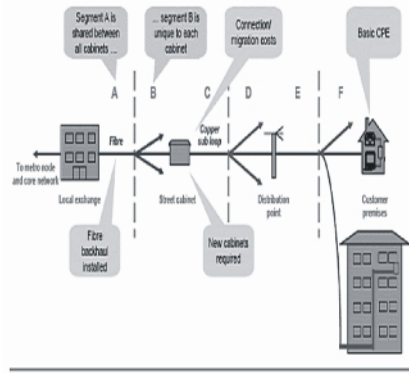 Segment A is
shared between
all cabinets ...
... segment B is
unique to each
cabinet
Connection/
migration costs
Basic CPE
A
B
C
D
E
F
Fibre
Copper
sub loop
To metro node
and core network
Local exchange
Street cabinet
Distribution
point
Customer
premises
Fibre
backhaul
installed
New cabinets
required